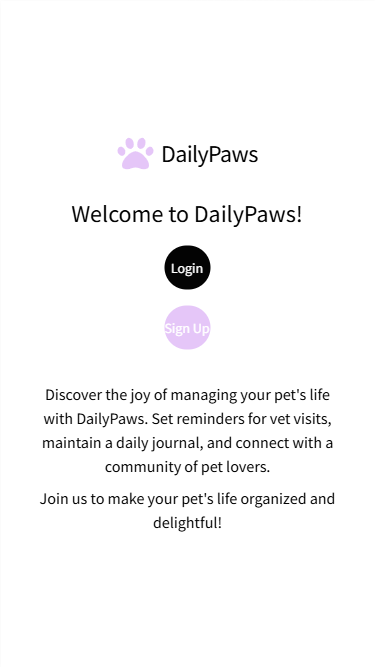 DailyPaws
Welcome to DailyPaws!
Login
Sign Up
Discover the joy of managing your pet's life
with DailyPaws. Set reminders for vet visits,
maintain a daily journal, and connect with a
community of pet lovers.
Join us to make your pet's life organized and
delightful!